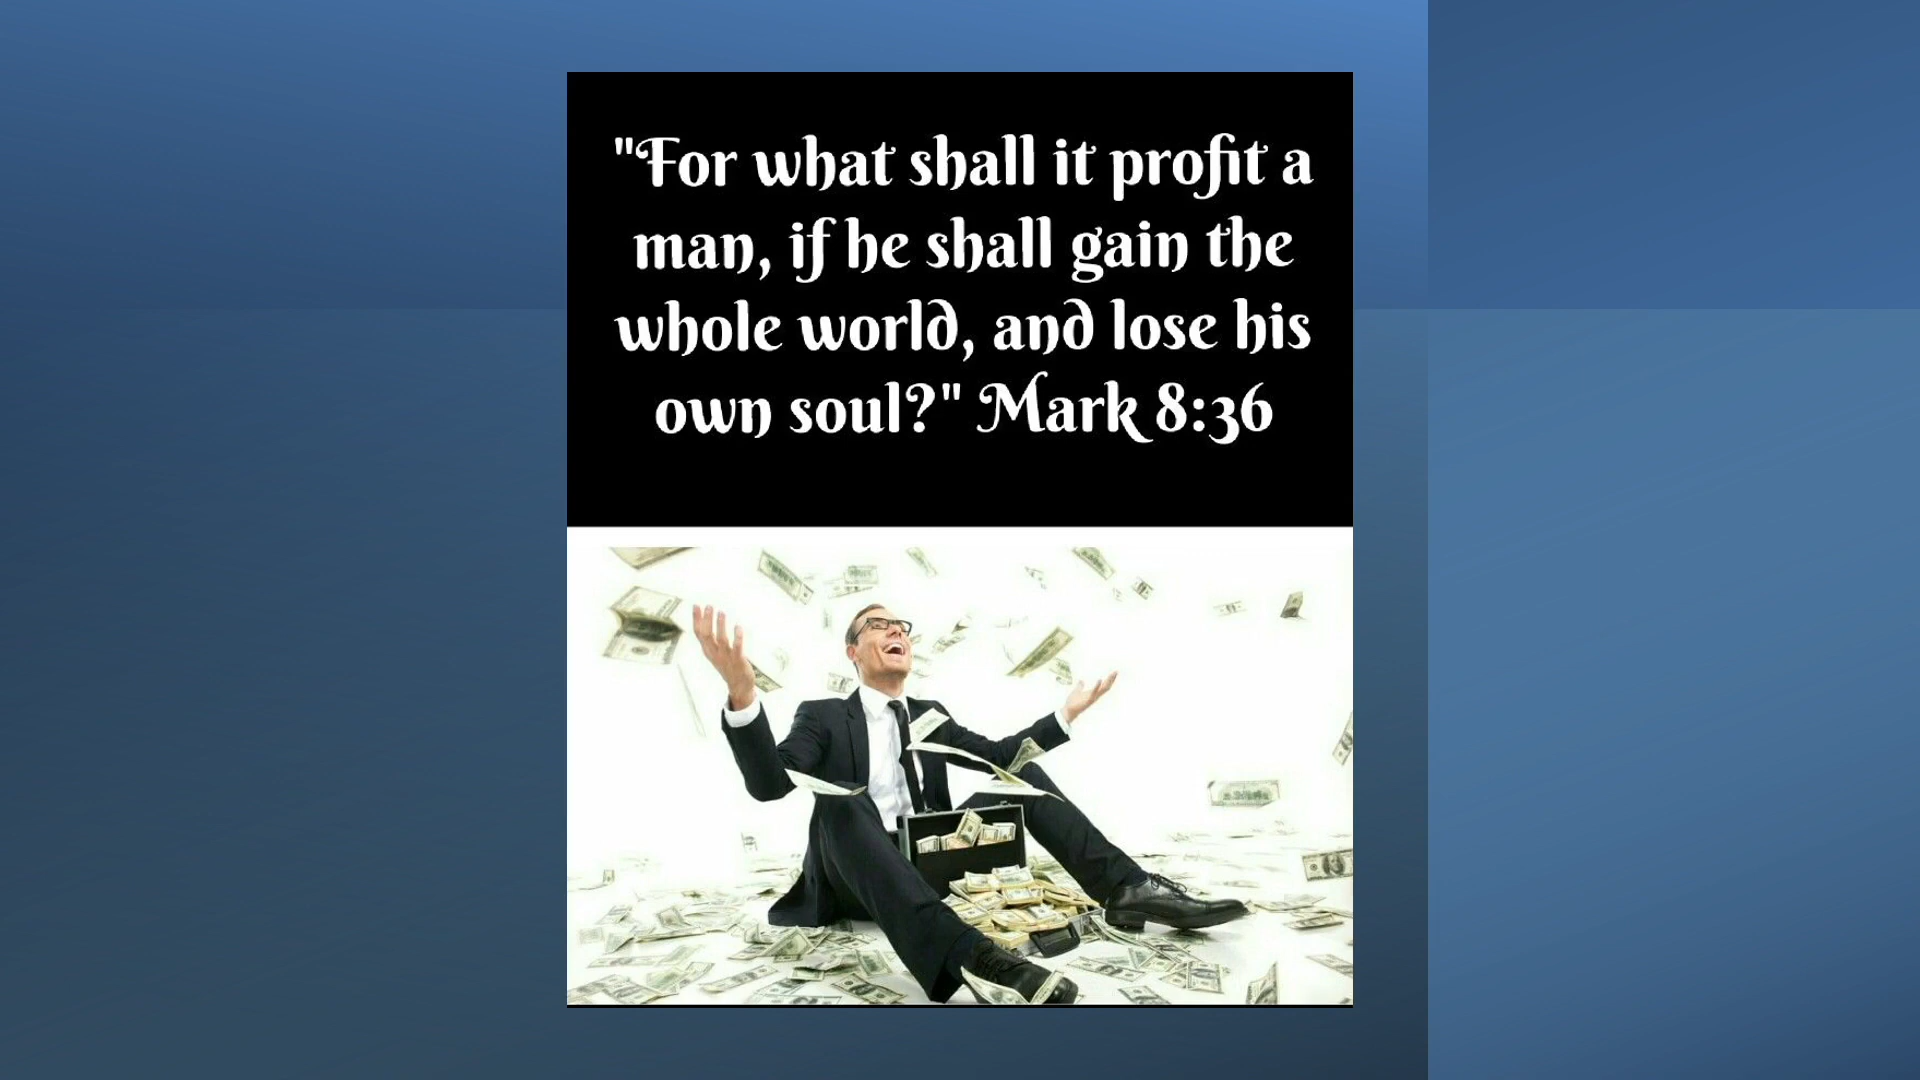 "For what shall it profit a
man, if he shall gain the
whole world, and lose his
own soul?" Mark 8:36